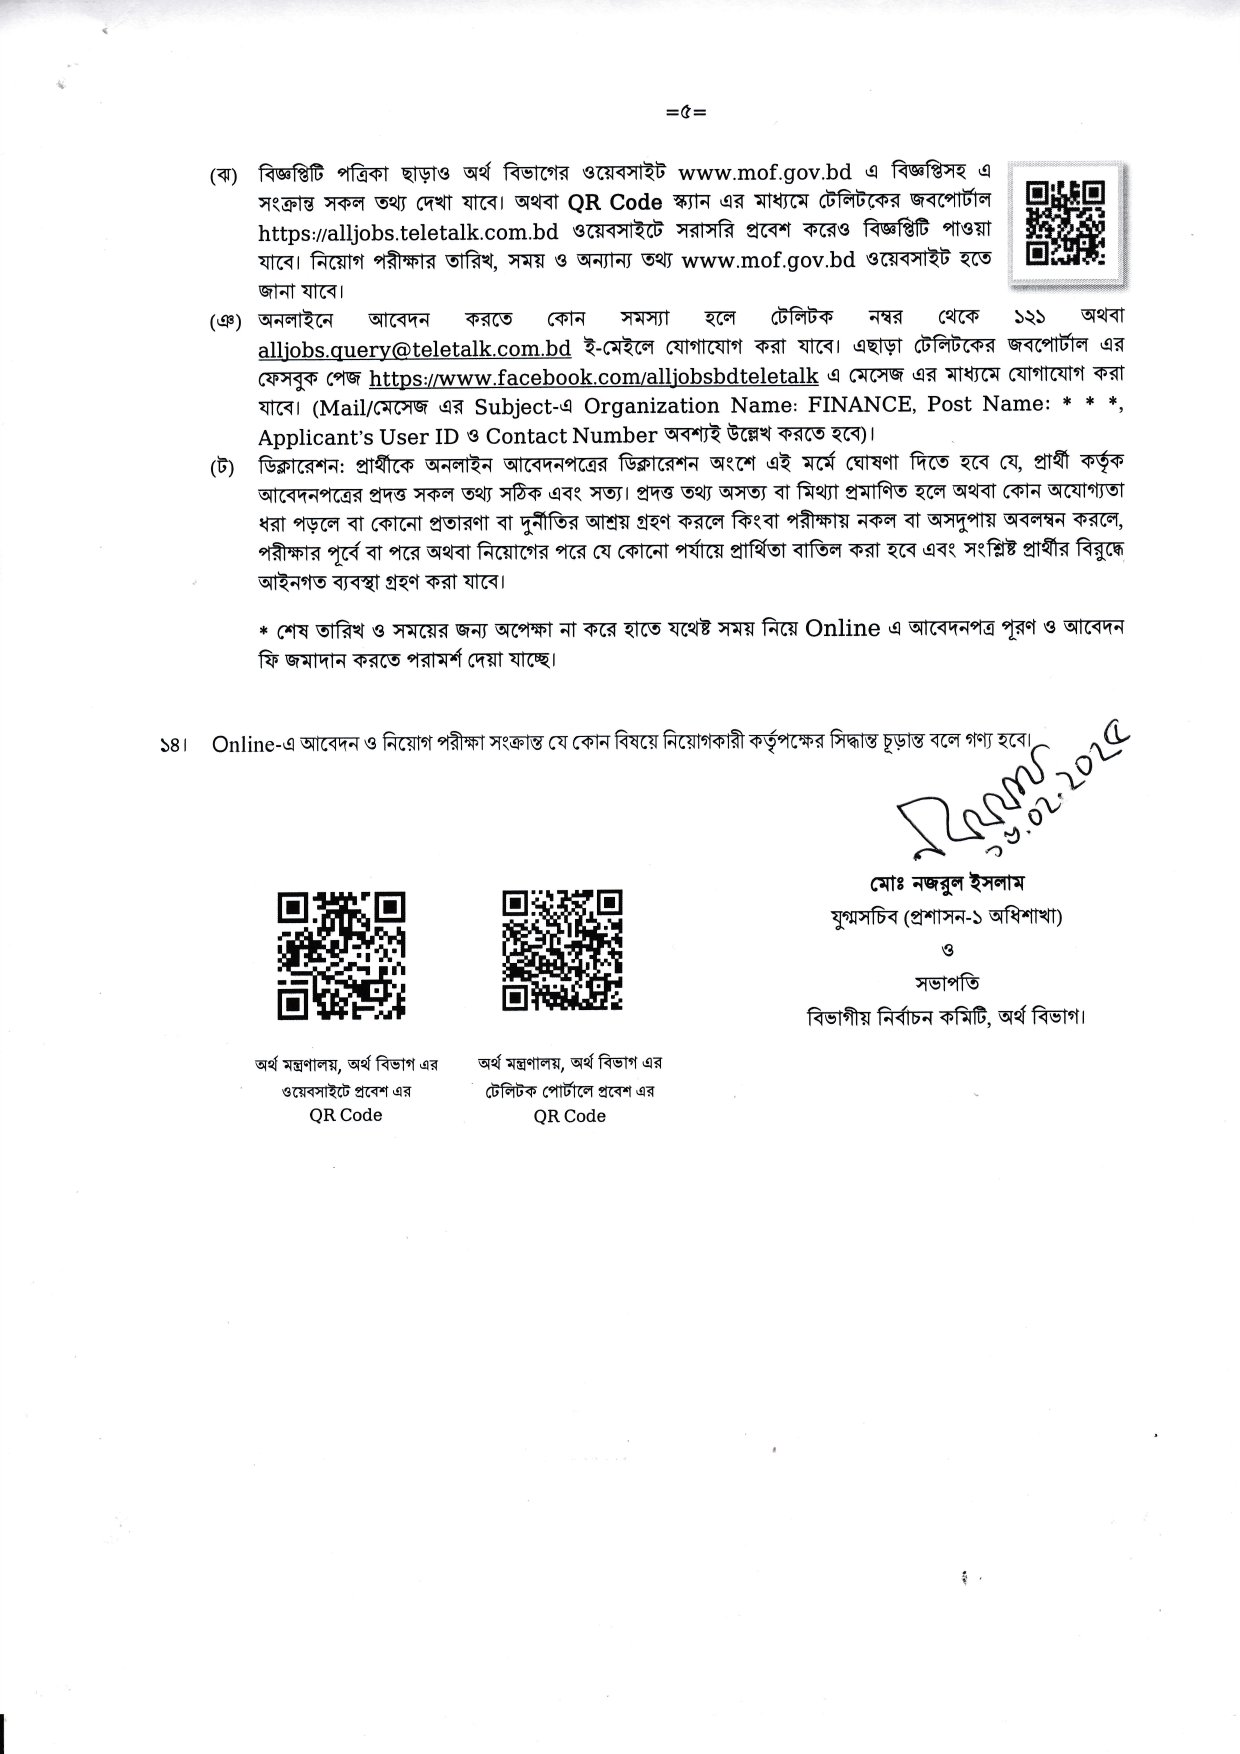 =৫=
(ঝ) বিজ্ঞপ্তিটি পত্রিকা ছাড়াও অর্থ বিভাগের ওয়েবসাইট www.mof.gov.bd এ বিজ্ঞপ্তিসহ এ
সংক্রান্ত সকল তথ্য দেখা যাবে। অথবা QR Code স্ক্যান এর মাধ্যমে টেলিটকের জবপোর্টাল
https://alljobs.teletalk.com.bd ওয়েবসাইটে সরাসরি প্রবেশ করেও বিজ্ঞপ্তিটি পাওয়া
যাবে। নিয়োগ পরীক্ষার তারিখ, সময় ও অন্যান্য তথ্য www.mof.gov.bd ওয়েবসাইট হতে
জানা যাবে।
(ঞ) অনলাইনে আবেদন করতে কোন সমস্যা হলে টেলিটক নম্বর থেকে ১২১ অথবা
alljobs.query@teletalk.com.bd ই-মেইলে যোগাযোগ করা যাবে। এছাড়া টেলিটকের জবপোর্টাল এর
ফেসবুক পেজ https://www.facebook.com/alljobsbdteletalk এ মেসেজ এর মাধ্যমে যোগাযোগ করা
যাবে। (Mail/মেসেজ এর Subject-এ Organization Name: FINANCE, Post Name: * * *,
Applicant’s User ID ও Contact Number অবশ্যই উল্লেখ করতে হবে)।
(ট) ডিক্লারেশন: প্রার্থীকে অনলাইন আবেদনপত্রের ডিক্লারেশন অংশে এই মর্মে ঘোষণা দিতে হবে যে, প্রার্থী কর্তৃক
আবেদনপত্রের প্রদত্ত সকল তথ্য সঠিক এবং সত্য। প্রদত্ত তথ্য অসত্য বা মিথ্যা প্রমাণিত হলে অথবা কোন অযোগ্যতা
ধরা পড়লে বা কোনো প্রতারণা বা দুর্নীতির আশ্রয় গ্রহণ করলে কিংবা পরীক্ষায় নকল বা অসদুপায় অবলম্বন করলে,
পরীক্ষার পূর্বে বা পরে অথবা নিয়োগের পরে যে কোনো পর্যায়ে প্রার্থিতা বাতিল করা হবে এবং সংশ্লিষ্ট প্রার্থীর বিরুদ্ধে
আইনগত ব্যবস্থা গ্রহণ করা যাবে।
* শেষ তারিখ ও সময়ের জন্য অপেক্ষা না করে হাতে যথেষ্ট সময় নিয়ে Online এ আবেদনপত্র পূরণ ও আবেদন
ফি জমাদান করতে পরামর্শ দেয়া যাচ্ছে।
১৪। Online-এ আবেদন ও নিয়োগ পরীক্ষা সংক্রান্ত যে কোন বিষয়ে নিয়োগকারী কর্তৃপক্ষের সিদ্ধান্ত চূড়ান্ত বলে গণ্য হবে।
মোঃ নজরুল ইসলাম
যুগ্মসচিব (প্রশাসন-১ অধিশাখা)
ও
সভাপতি
বিভাগীয় নির্বাচন কমিটি, অর্থ বিভাগ।
অর্থ মন্ত্রণালয়, অর্থ বিভাগ এর
ওয়েবসাইটে প্রবেশ এর
QR Code
অর্থ মন্ত্রণালয়, অর্থ বিভাগ এর
টেলিটক পোর্টালে প্রবেশ এর
QR Code